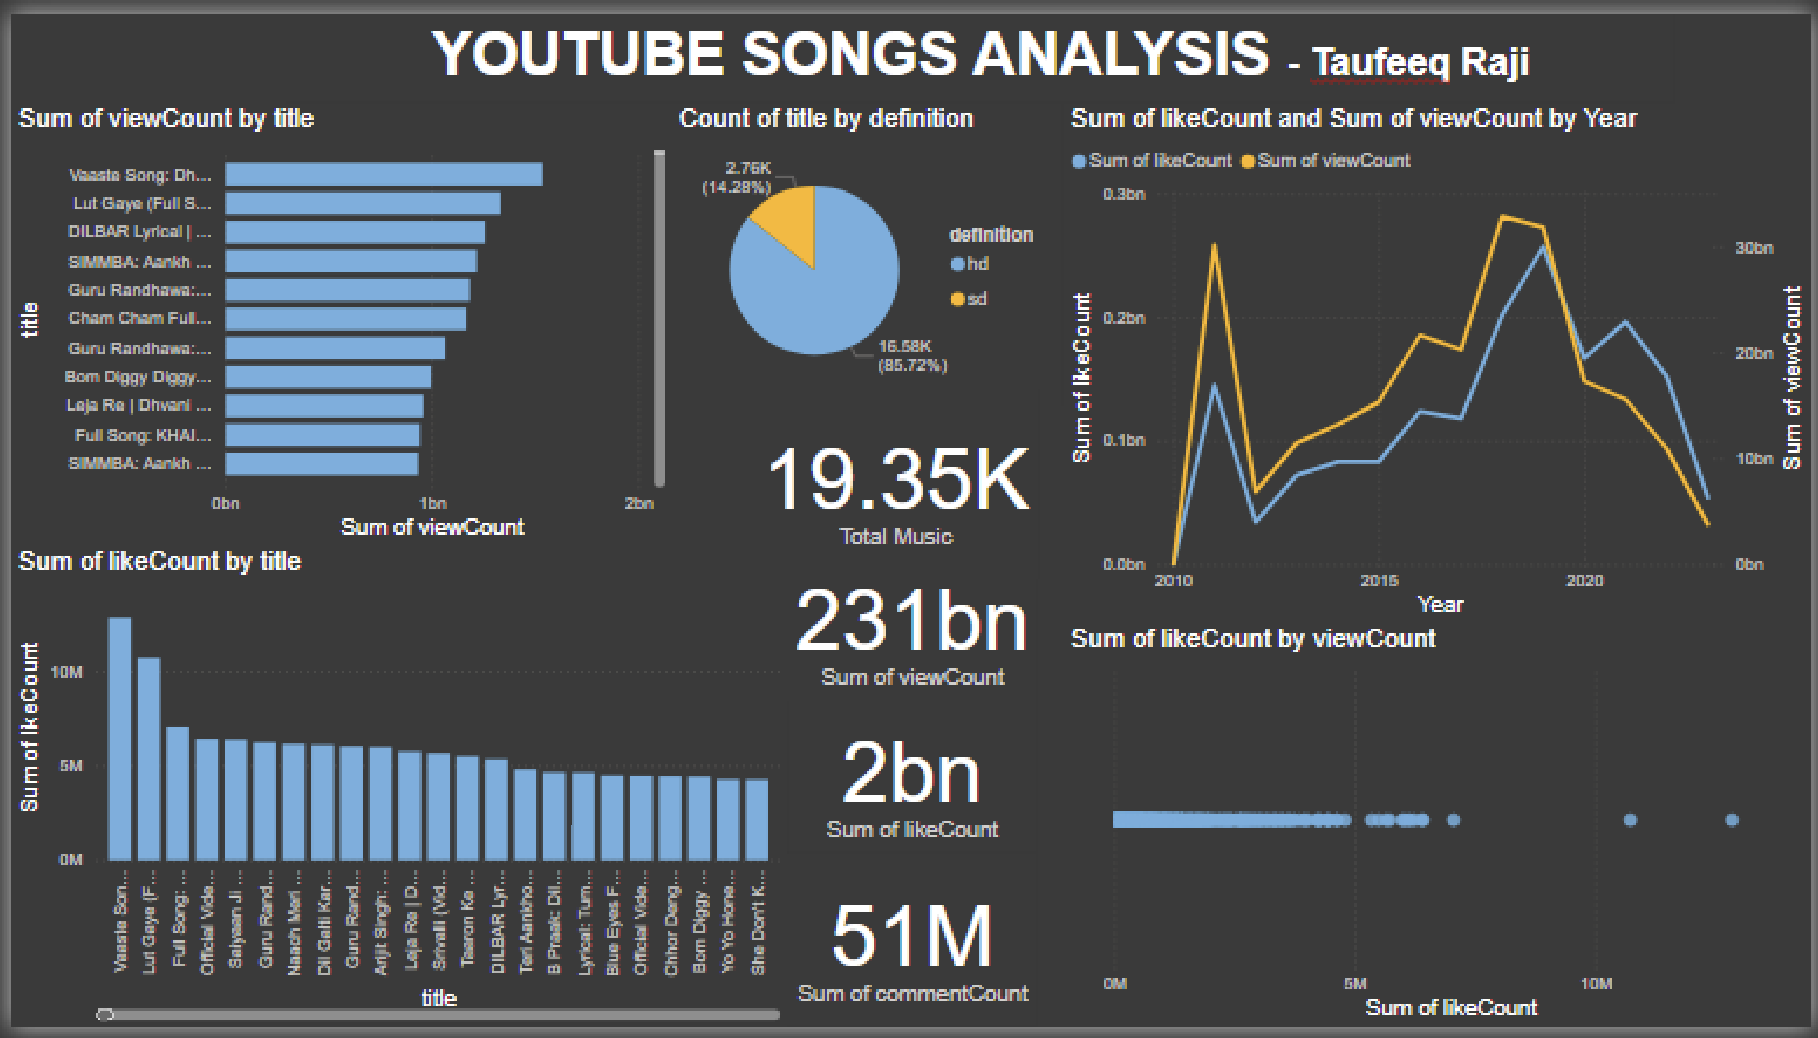 YOUTUBE SONGS ANALYSIS - Taufeeq Raji
Sum of viewCount by title
title
Vaaste Song: Dh...
Lut Gaye (Full S...
DILBAR Lyrical | ...
SIMMBA: Aankh ...
Guru Randhawa:...
Cham Cham Full...
Guru Randhawa:...
Bom Diggy Diggy...
Leja Re | Dhvani ...
Full Song: KHAI...
SIMMBA: Aankh ...
0bn 1bn 2bn
Sum of viewCount
Count of title by definition
2.76K
(14.28%)
16.58K
(85.72%)
definition
hd
sd
Sum of likeCount and Sum of viewCount by Year
Sum of likeCount Sum of viewCount
Sum of likeCount
0.3bn
0.2bn
0.1bn
0.0bn
30bn
20bn
10bn
0bn
Sum of viewCount
2010 2015 2020
Year
19.35K
Total Music
231bn
Sum of viewCount
2bn
Sum of likeCount
51M
Sum of commentCount
Sum of likeCount by title
Sum of likeCount
10M
5M
0M
Vaaste Son...
Lut Gaye (F...
Full Song: ...
Official Vide...
Saiyaan Ji ...
Guru Rand...
Naach Meri ...
Dil Galti Kar...
Guru Rand...
Arijit Singh: ...
Leja Re | D...
Srivalli (Vid...
Taaron Ke ...
DILBAR Lyr...
Teri Aankho...
B Praak: Dil...
Lyrical: Tum...
Blue Eyes F...
Official Vide...
Chhor Deng...
Bom Diggy ...
Yo Yo Hone...
She Don't K...
title
Sum of likeCount by viewCount
0M 5M 10M
Sum of likeCount